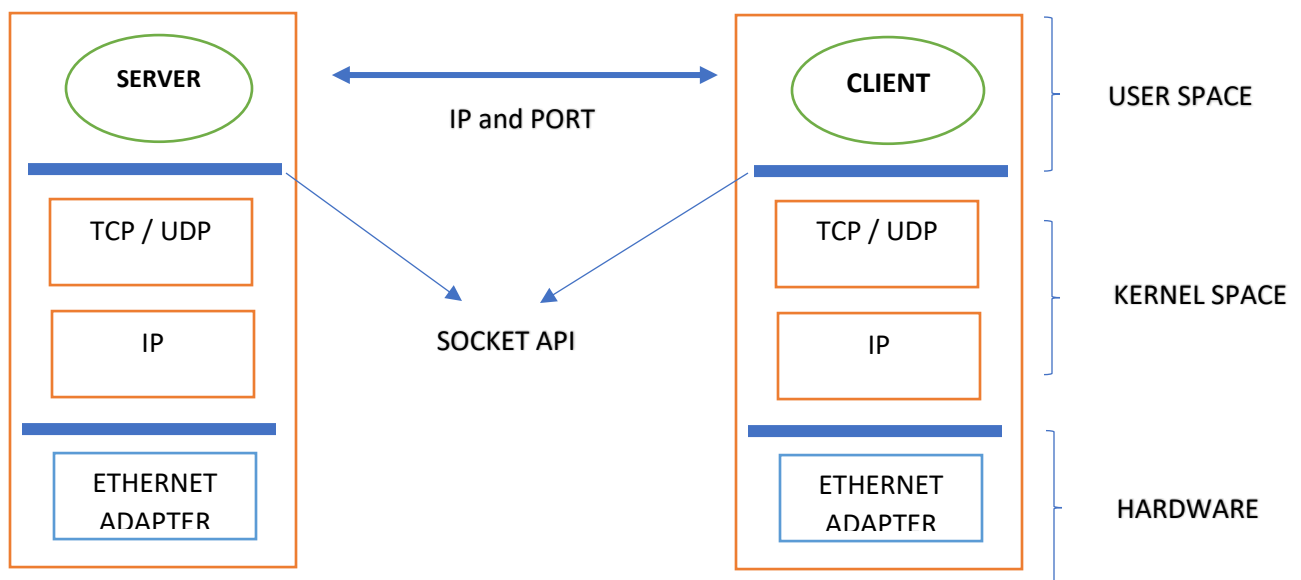 SERVER
IP and PORT
CLIENT
USER SPACE
TCP / UDP
TCP / UDP
KERNEL SPACE
IP
SOCKET API
IP
ETHERNET
ADAPTER
ETHERNET
ADAPTER
HARDWARE